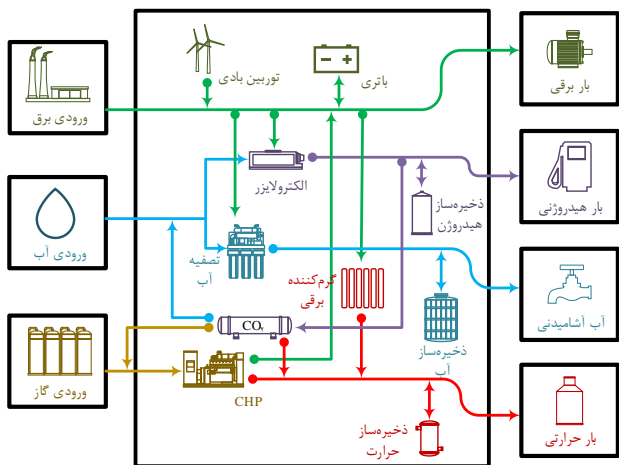 توربین بادی
باتری
ورودی برق
بار برقی
الکترولایزر
ذخیره‌ساز
هیدروژن
بار هیدروژنی
ورودی آب
تصفیه
آب
گرم‌کننده
برقی
آب آشامیدنی
CO۲
ذخیره‌ساز
آب
ورودی گاز
CHP
ذخیره‌ساز
حرارت
بار حرارتی